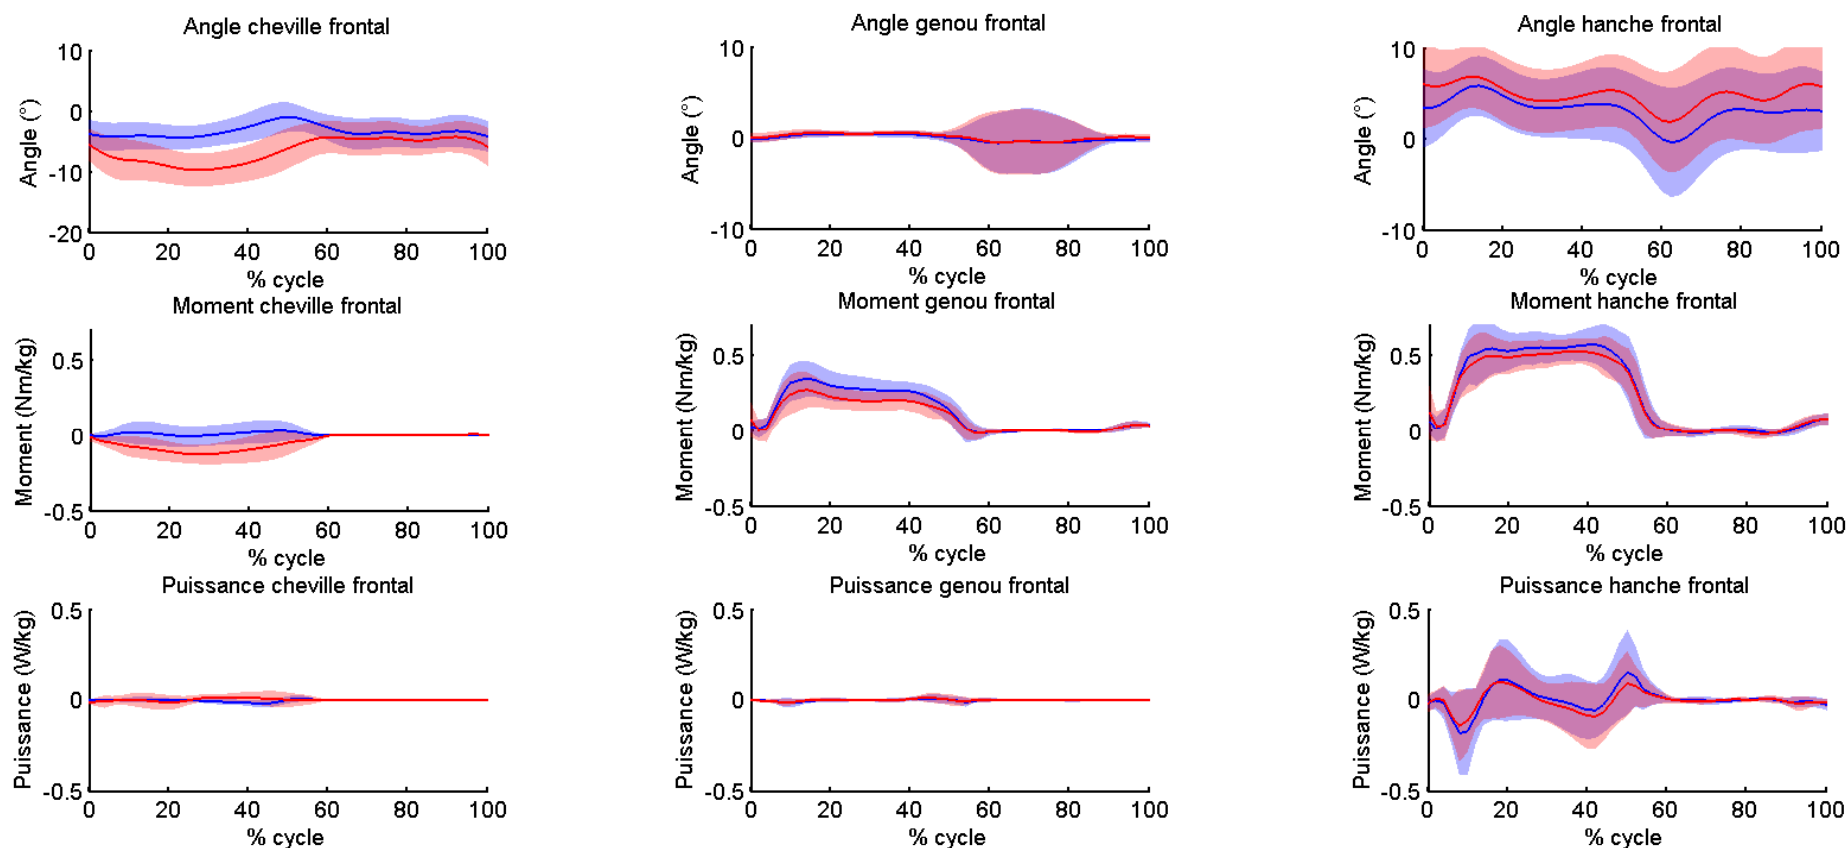 Angle cheville frontal
Angle genou frontal
Angle hanche frontal
10
0
-10
-20
Angle (°)
0 20 40 60 80 100
% cycle
10
0
-10
Angle (°)
0 20 40 60 80 100
% cycle
10
0
-10
Angle (°)
0 20 40 60 80 100
% cycle
Moment cheville frontal
Moment genou frontal
Moment hanche frontal
0.5
0
-0.5
Moment (Nm/kg)
0 20 40 60 80 100
% cycle
0.5
0
-0.5
Moment (Nm/kg)
0 20 40 60 80 100
% cycle
0.5
0
-0.5
Moment (Nm/kg)
0 20 40 60 80 100
% cycle
Puissance cheville frontal
Puissance genou frontal
Puissance hanche frontal
0.5
0
-0.5
Puissance (W/kg)
0 20 40 60 80 100
% cycle
0.5
0
-0.5
Puissance (W/kg)
0 20 40 60 80 100
% cycle
0.5
0
-0.5
Puissance (W/kg)
0 20 40 60 80 100
% cycle